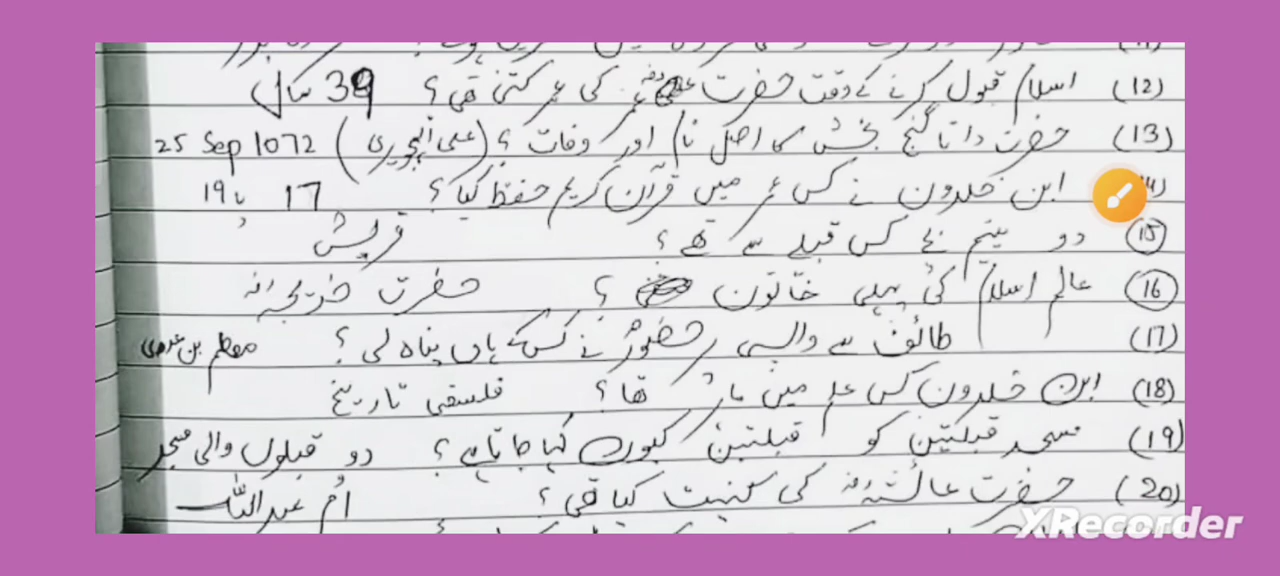 (12) اسلام قبول کرنے کے وقت حضرت عمرؓ کی عمر کتنی تھی؟ 39 سال
(13) حضرت داتا گنج بخش کا اصل نام اور وفات؟ (علی ہجویری) 25 Sep 1072
ابن خلدون نے کس عمر میں قرآن کریم حفظ کیا؟ 17 یا 19
(15) دو یتیم بچے کس قبیلے سے تھے؟ قریش
(16) عالم اسلام کی پہلی خاتون ؟ حضرت خدیجہؓ
(17) طائف سے واپسی حضورؐ نے کس کے ہاں پناہ لی؟ معطم بن عدی
(18) ابن خلدون کس علم میں ماہر تھا؟ فلسفی تاریخ
(19) مسجد قبلتین کو قبلتین کیوں کہا جاتا ہے؟ دو قبلوں والی مسجد
(20) حضرت عائشہؓ کی کنیت کیا تھی؟ اُم عبداللہ
XRecorder